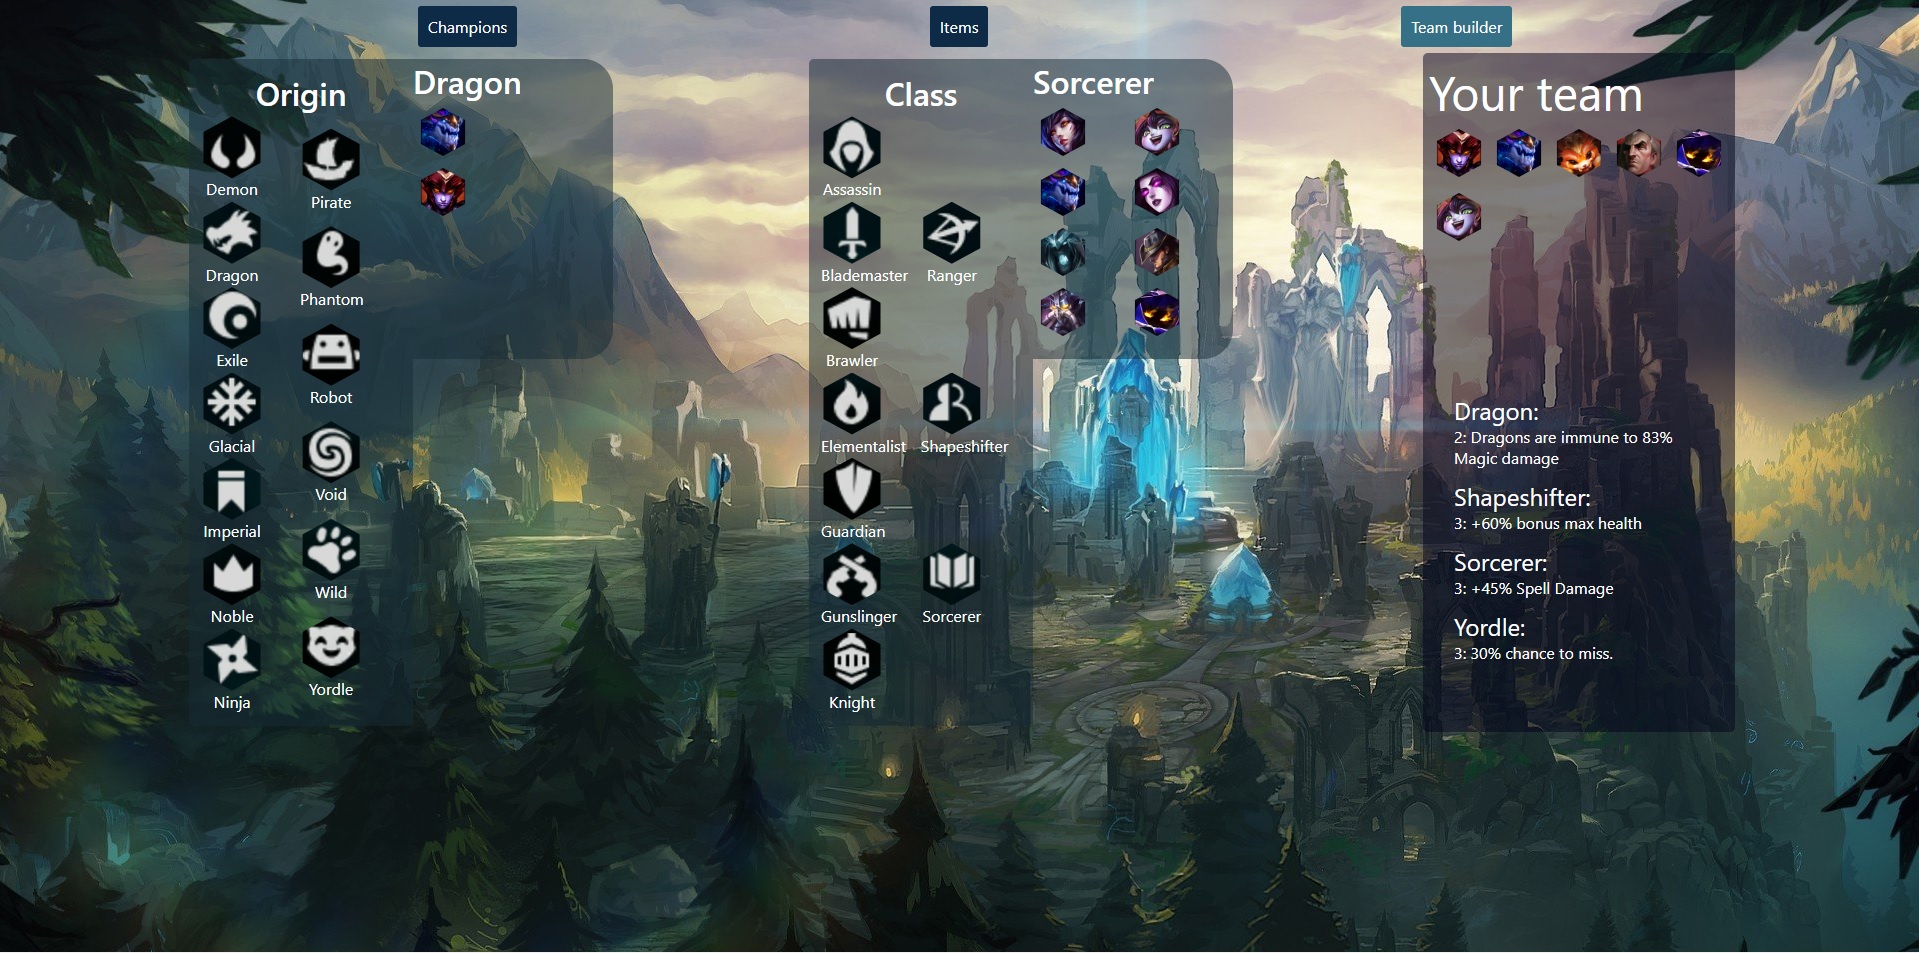 Champions
Items
Team builder
Origin
Demon
Pirate
Dragon
Phantom
Exile
Robot
Glacial
Void
Imperial
Wild
Noble
Yordle
Ninja
Dragon
Class
Assassin
Blademaster
Ranger
Brawler
Elementalist
Shapeshifter
Guardian
Gunslinger
Sorcerer
Knight
Sorcerer
Your team
Dragon:
2: Dragons are immune to 83%
Magic damage
Shapeshifter:
3: +60% bonus max health
Sorcerer:
3: +45% Spell Damage
Yordle:
3: 30% chance to miss.